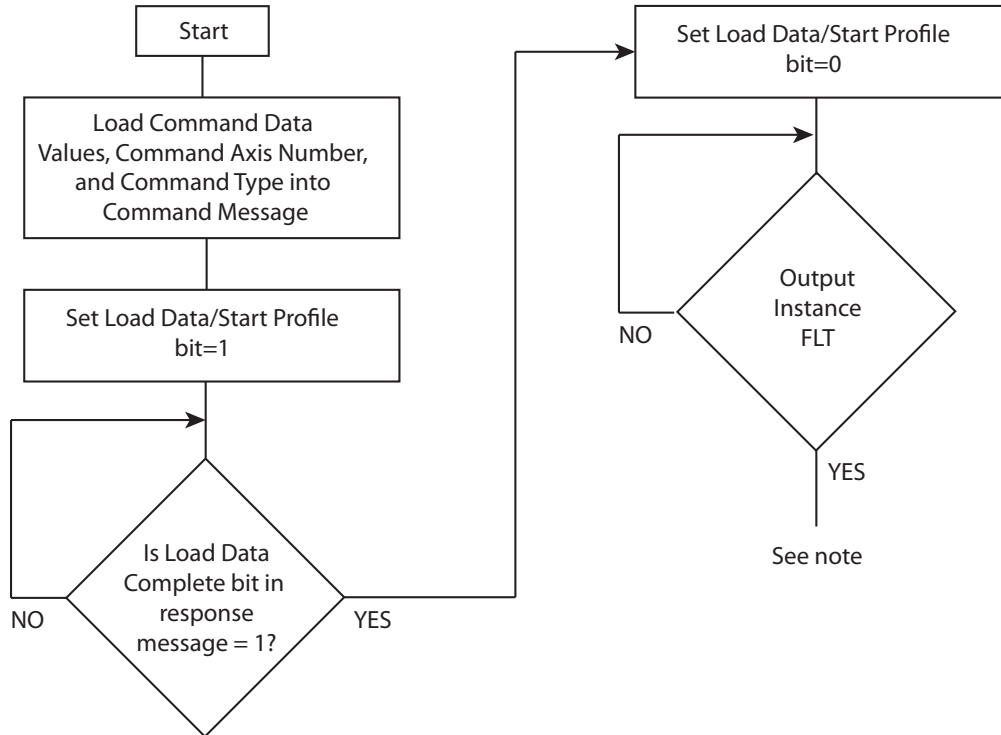 Start
Load Command Data
Values, Command Axis Number,
and Command Type into
Command Message
Set Load Data/Start Profile
bit=1
Is Load Data
Complete bit in
response
message = 1?
NO
YES
Set Load Data/Start Profile
bit=0
Output
Instance
FLT
NO
YES
See note